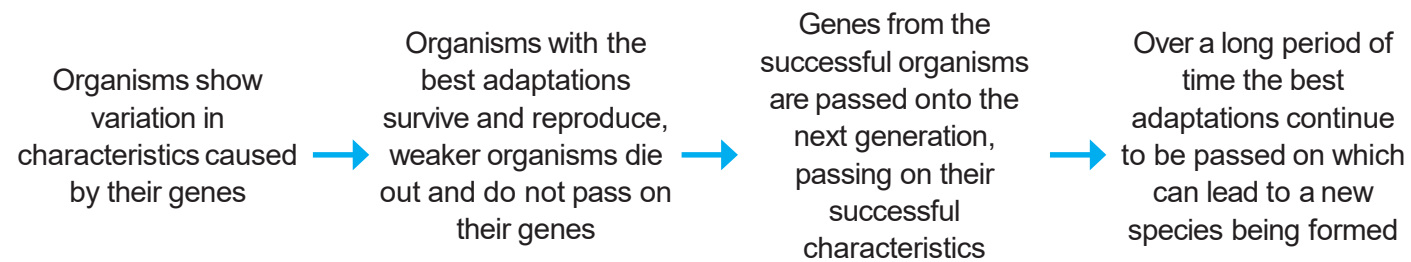 Organisms show
variation in
characteristics caused
by their genes
Organisms with the
best adaptations
survive and reproduce,
weaker organisms die
out and do not pass on
their genes
Genes from the
successful organisms
are passed onto the
next generation,
passing on their
successful
characteristics
Over a long period of
time the best
adaptations continue
to be passed on which
can lead to a new
species being formed